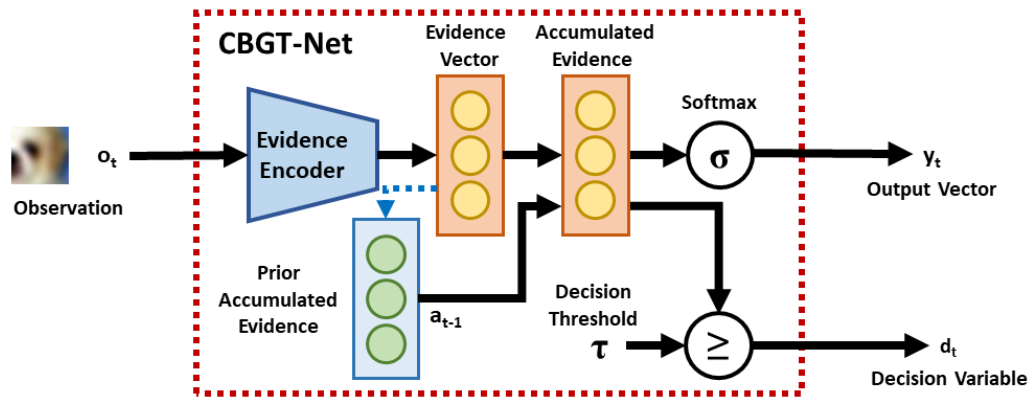 CBGT-Net
Evidence
Vector
Accumulated
Evidence
Softmax
Evidence
Encoder
σ
oₜ
Observation
yₜ
Output Vector
Prior
Accumulated
Evidence
aₜ₋₁
Decision
Threshold
τ
≥
dₜ
Decision Variable